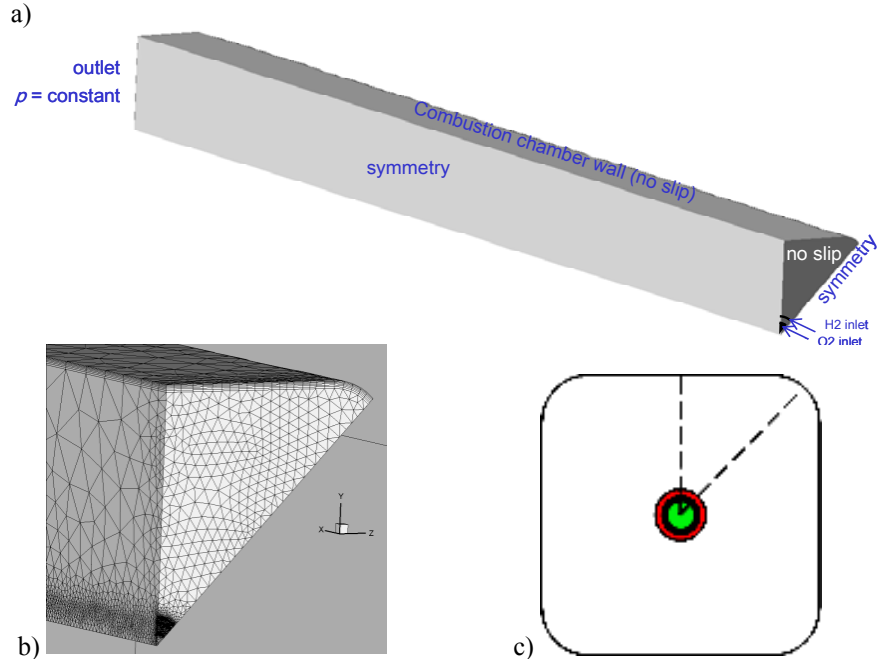 a)
outlet
p = constant
Combustion chamber wall (no slip)
symmetry
no slip
symmetry
H2 inlet
O2 inlet
Y
X
Z
b)
c)